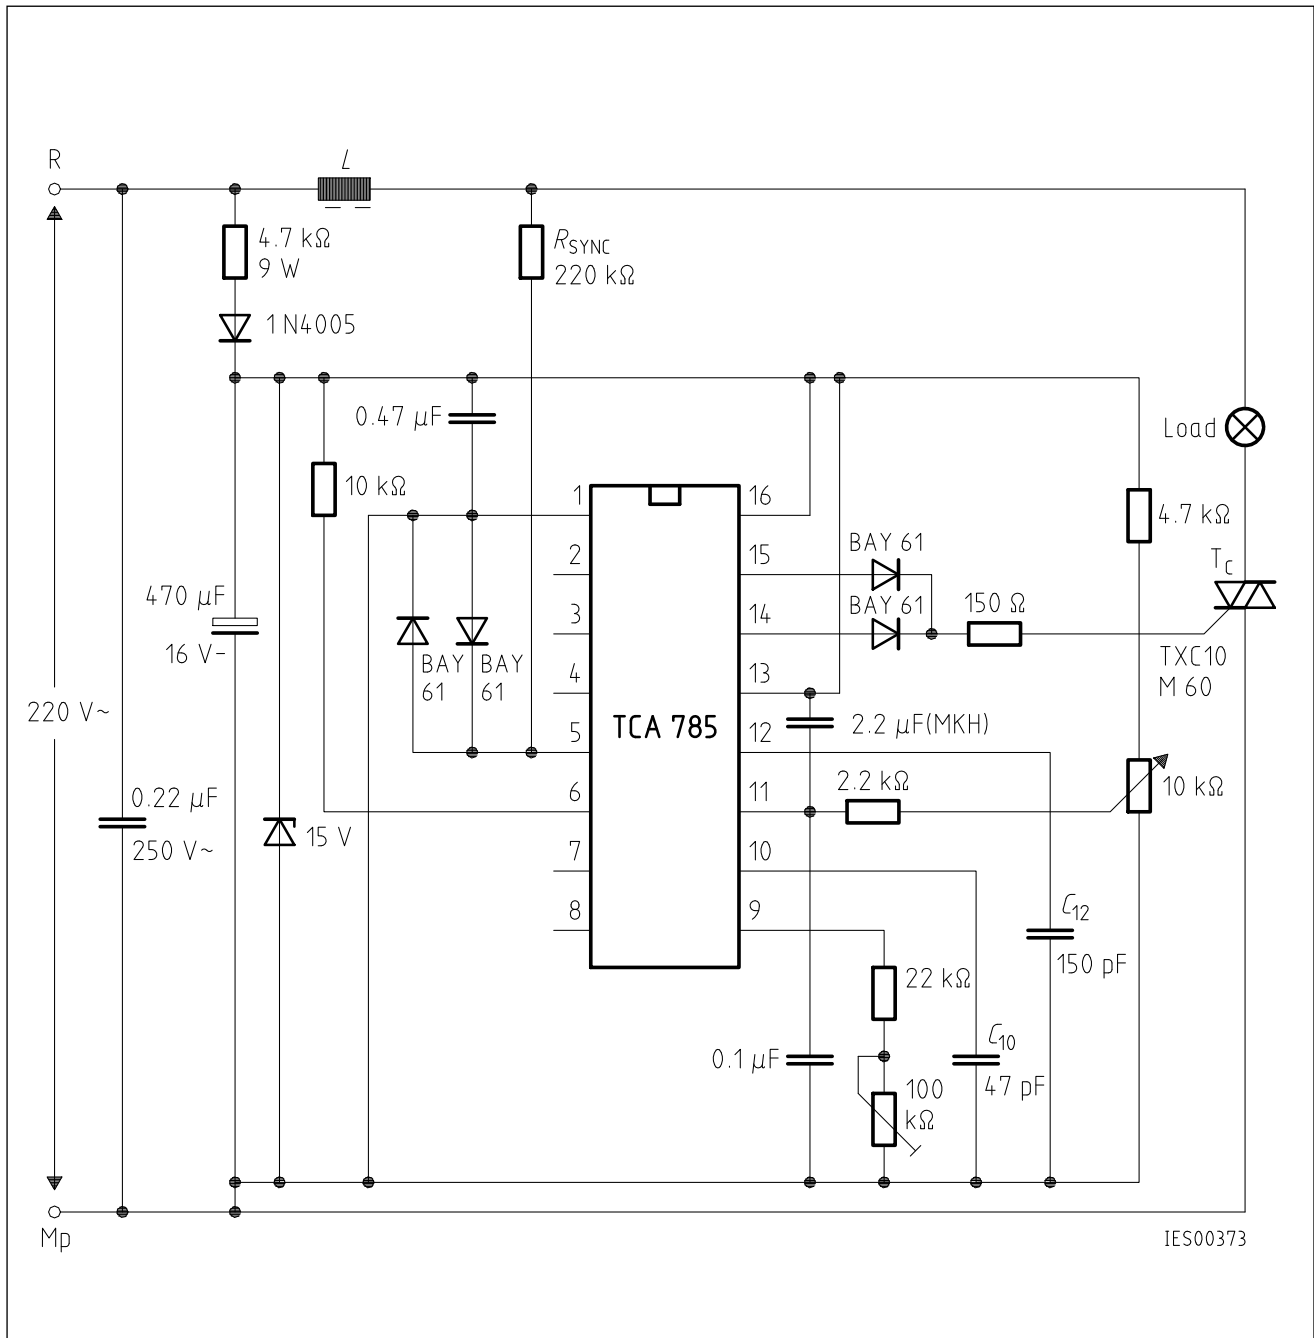 R
L
4.7 kΩ
9 W
R SYNC
220 kΩ
1 N4005
0.47 μF
Load
10 kΩ
1
16
4.7 kΩ
2
15
BAY 61
T C
470 μF
16 V-
3
14
BAY 61
150 Ω
BAY
61
BAY
61
4
13
TXC10
M 60
220 V~
5
TCA 785
12
2.2 μF(MKH)
0.22 μF
250 V~
6
11
2.2 kΩ
10 kΩ
15 V
7
10
8
9
C12
150 pF
22 kΩ
0.1 μF
C10
47 pF
100
kΩ
Mp
IES00373